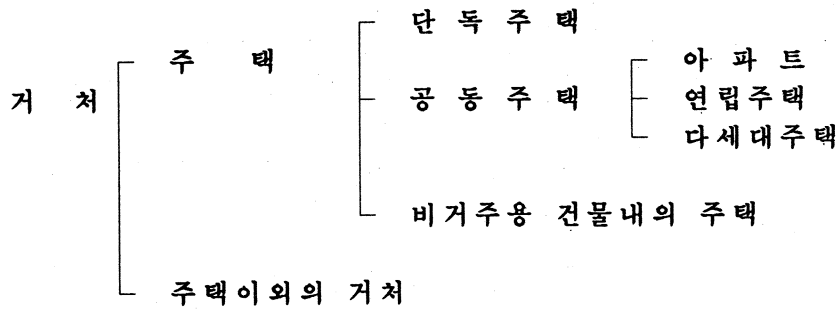 단독주택
주택
아파트
거처
공동주택
연립주택
다세대주택
비거주용 건물내의 주택
주택이외의 거처